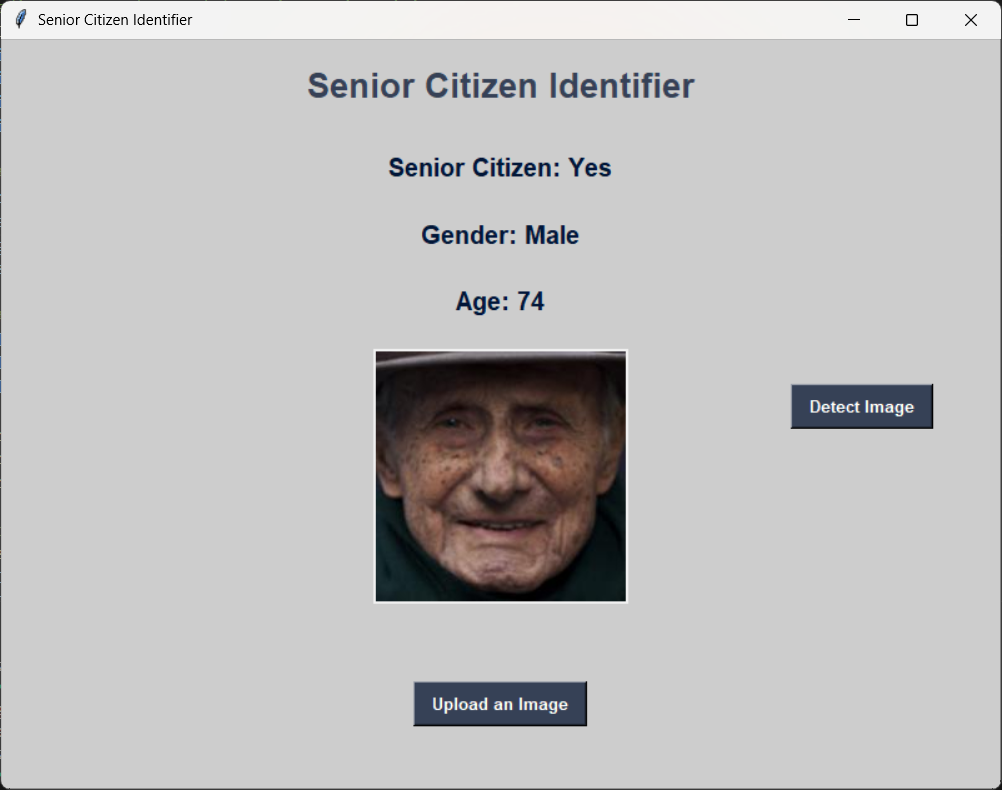 Senior Citizen Identifier
Senior Citizen Identifier
Senior Citizen: Yes
Gender: Male
Age: 74
Detect Image
Upload an Image